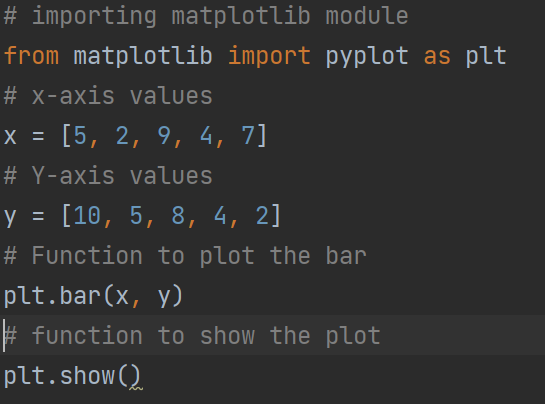 # importing matplotlib module
from matplotlib import pyplot as plt
# x-axis values
x = [5, 2, 9, 4, 7]
# Y-axis values
y = [10, 5, 8, 4, 2]
# Function to plot the bar
plt.bar(x, y)
# function to show the plot
plt.show()